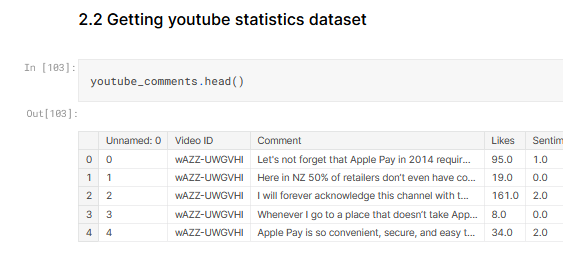 2.2 Getting youtube statistics dataset
In [103]:
youtube_comments.head()
Out[103]:
Unnamed: 0 Video ID Comment Likes Sentim
0 0 wAZZ-UWGVHI Let's not forget that Apple Pay in 2014 requir... 95.0 1.0
1 1 wAZZ-UWGVHI Here in NZ 50% of retailers don't even have co... 19.0 0.0
2 2 wAZZ-UWGVHI I will forever acknowledge this channel with t... 161.0 2.0
3 3 wAZZ-UWGVHI Whenever I go to a place that doesn’t take App... 8.0 0.0
4 4 wAZZ-UWGVHI Apple Pay is so convenient, secure, and easy t... 34.0 2.0